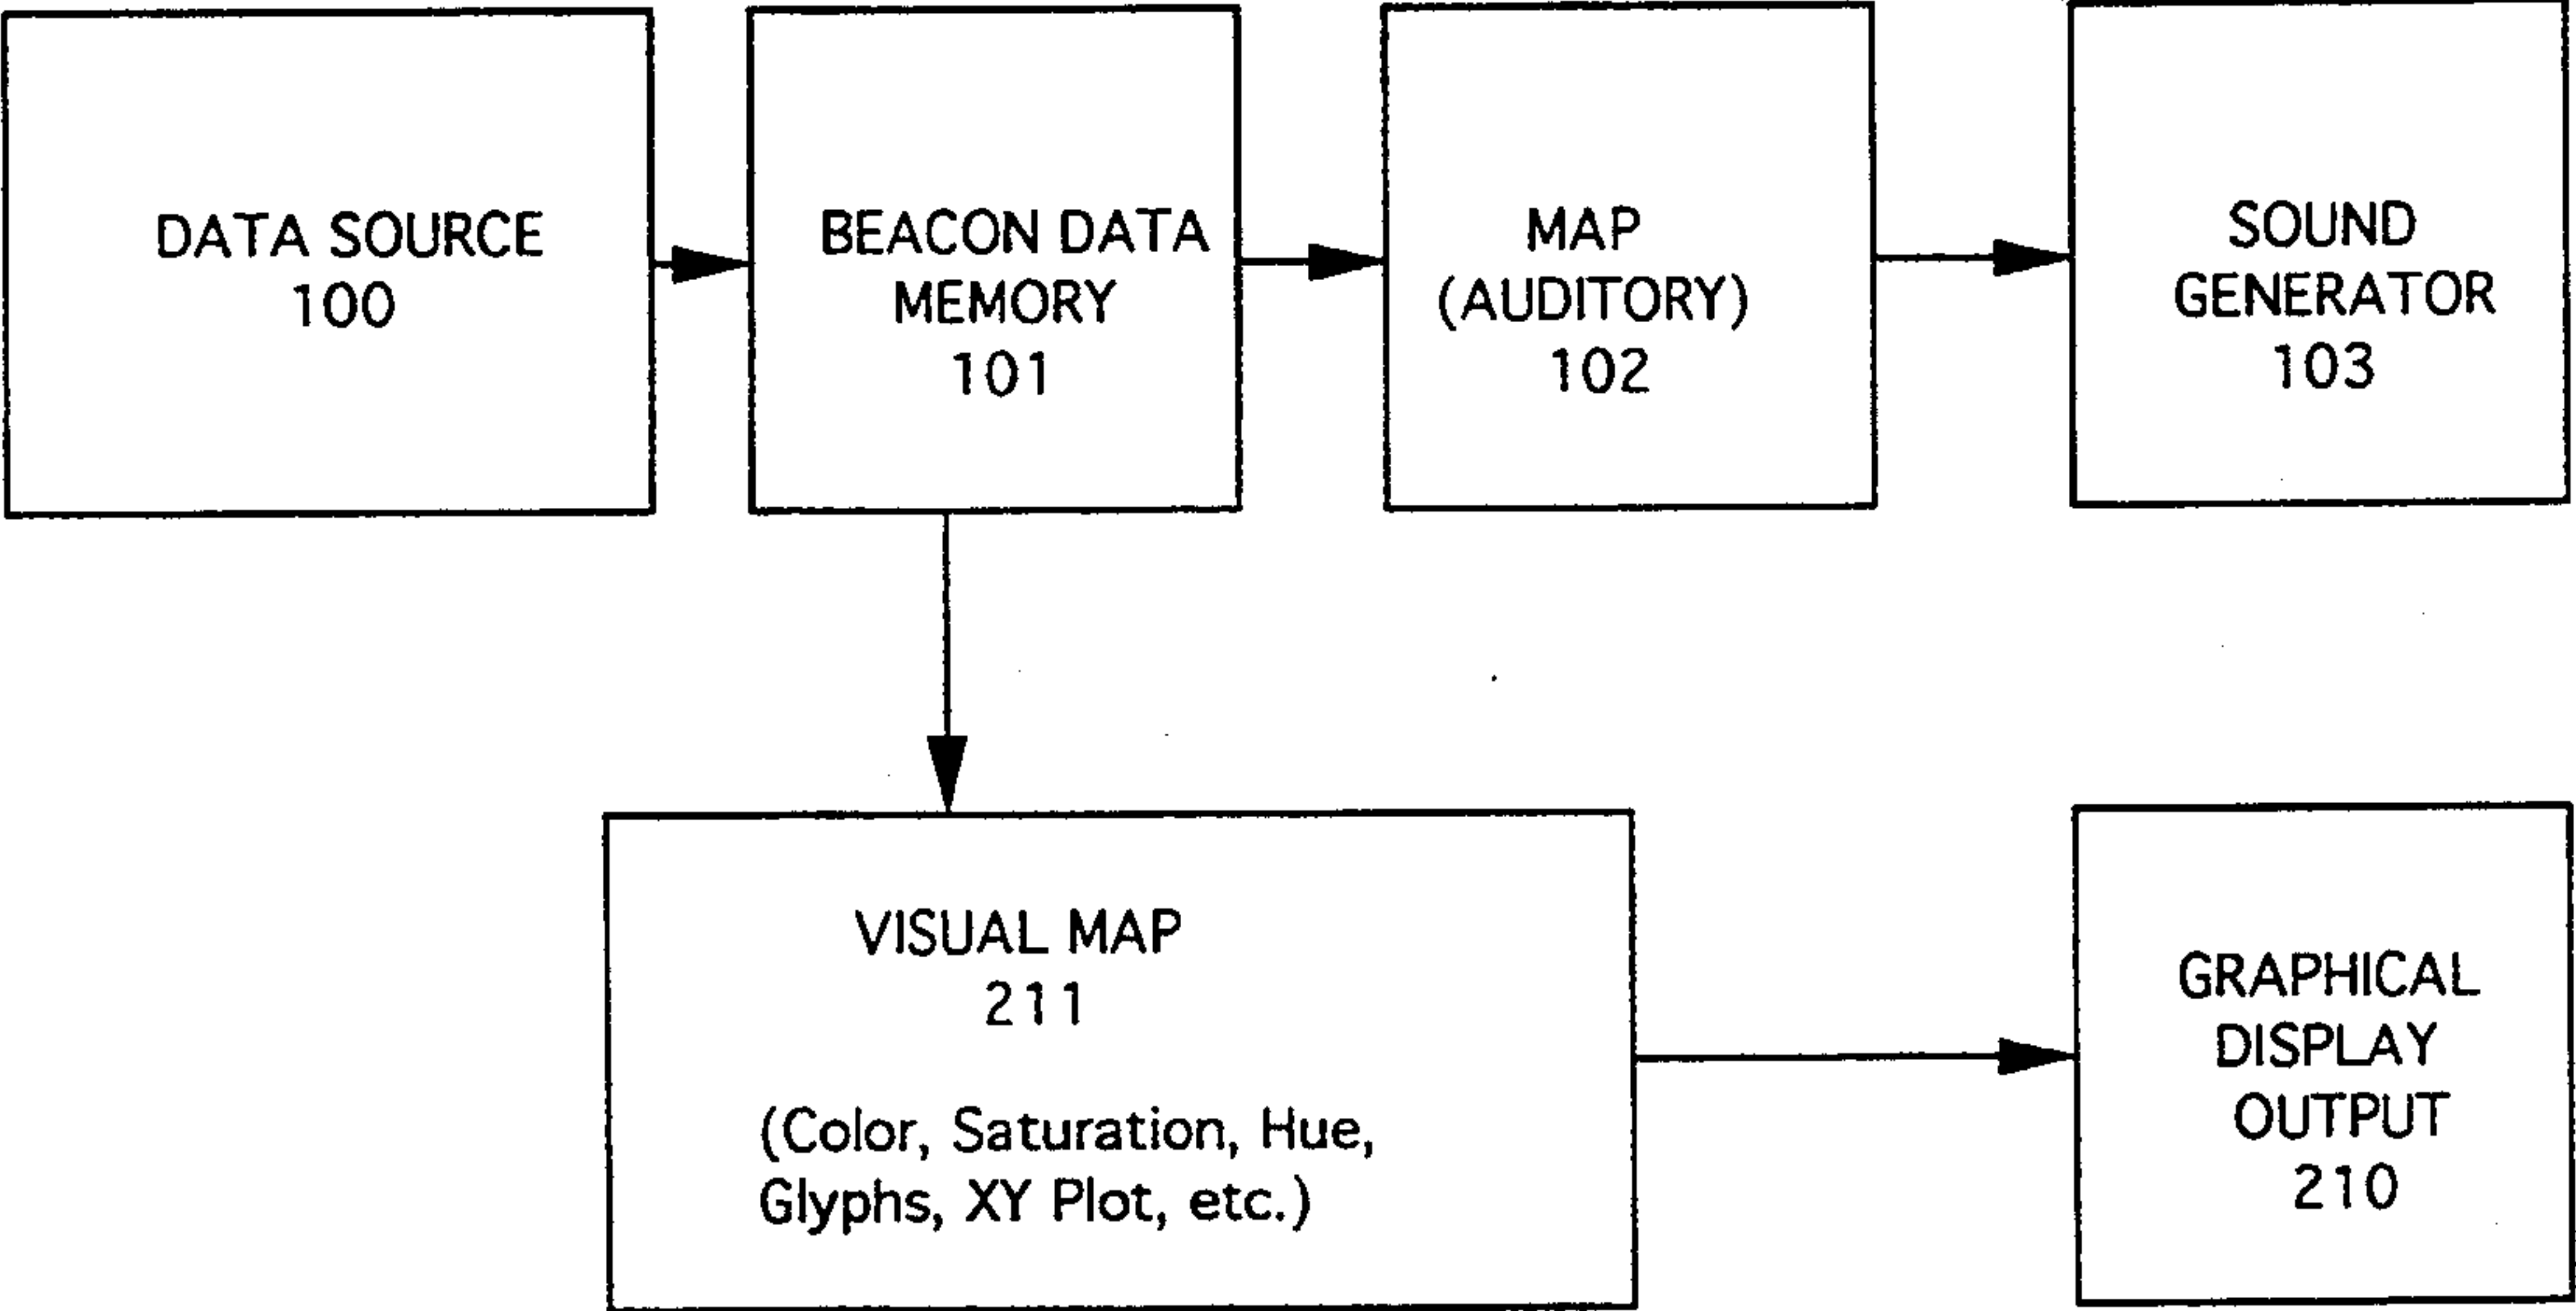 DATA SOURCE
100
BEACON DATA
MEMORY
101
MAP
(AUDITORY)
102
SOUND
GENERATOR
103
VISUAL MAP
211
(Color, Saturation, Hue,
Glyphs, XY Plot, etc.)
GRAPHICAL
DISPLAY
OUTPUT
210